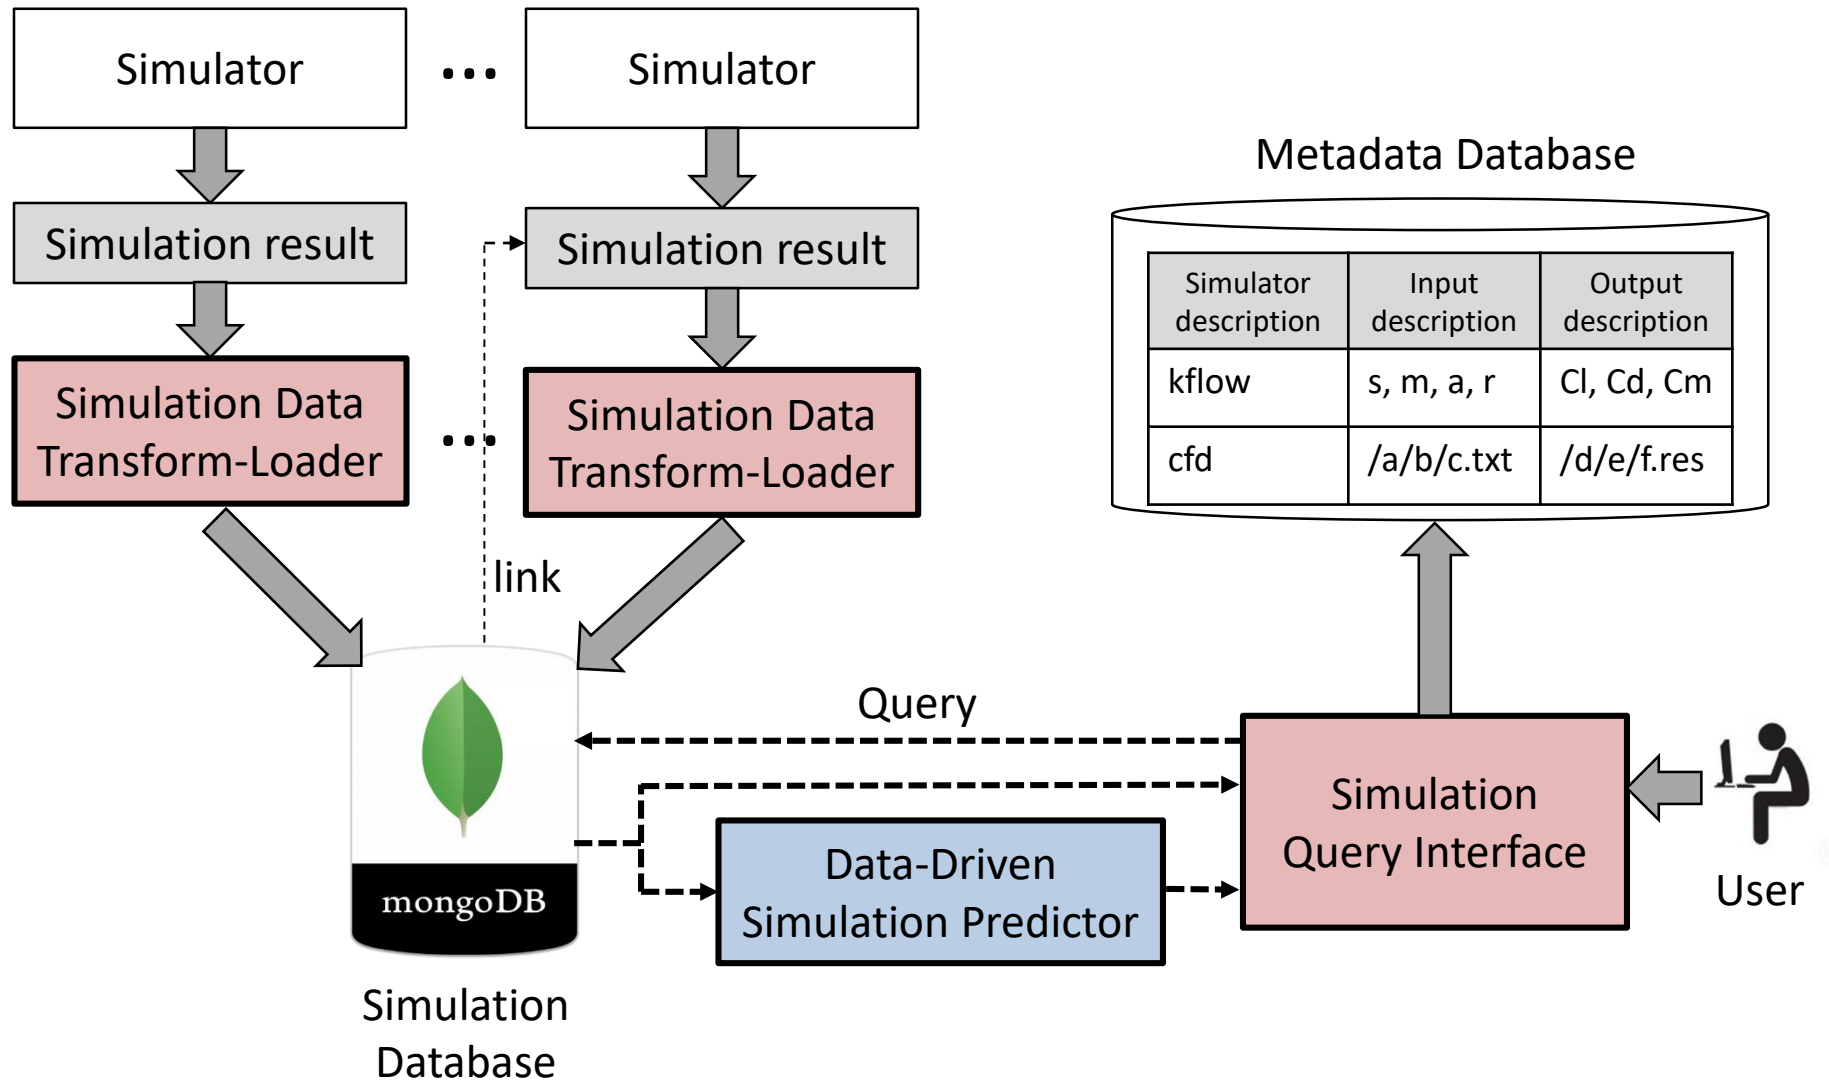 Simulator
...
Simulator
Simulation result
Simulation result
Simulation Data
Transform-Loader
...
Simulation Data
Transform-Loader
link
Metadata Database
Simulator
description
Input
description
Output
description
kflow
s, m, a, r
Cl, Cd, Cm
cfd
/a/b/c.txt
/d/e/f.res
Query
mongoDB
Simulation
Database
Data-Driven
Simulation Predictor
Simulation
Query Interface
User